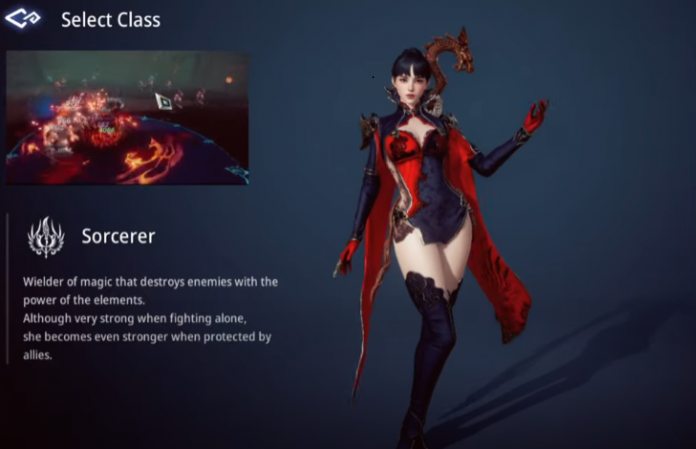 Select Class
Sorcerer
Wielder of magic that destroys enemies with the
power of the elements.
Although very strong when fighting alone,
she becomes even stronger when protected by
allies.